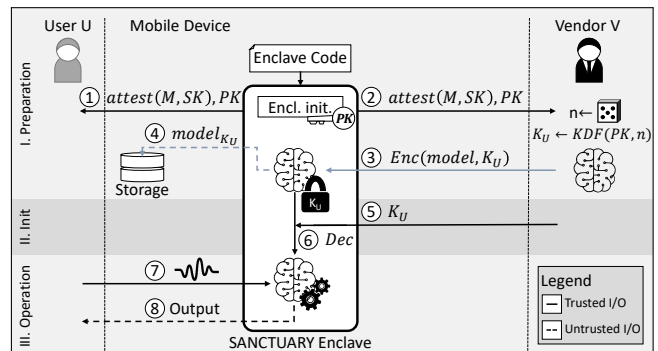 User U
Mobile Device
Vendor V
Enclave Code
I. Preparation
① attest(M, SK), PK
Encl. init.
PK
② attest(M, SK), PK
n←
K_U ← KDF(PK, n)
④ model_{K_U}
③ Enc(model, K_U)
Storage
K_U
II. Init
⑤ K_U
⑥ Dec
III. Operation
⑦
⑧ Output
Legend
Trusted I/O
Untrusted I/O
SANCTUARY Enclave